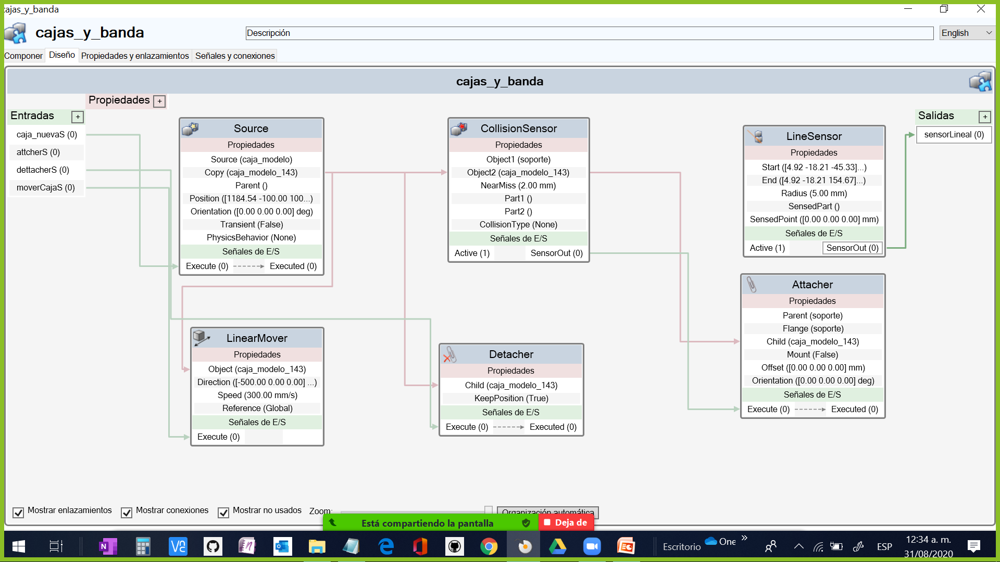 cajas_y_banda
cajas_y_banda
Descripción
English
Componer
Diseño
Propiedades y enlazamientos
Señales y conexiones
cajas_y_banda
Propiedades +
Entradas +
caja_nuevaS (0)
attcherS (0)
dettacherS (0)
moverCajaS (0)
Source
Propiedades
Source (caja_modelo)
Copy (caja_modelo_143)
Parent ()
Position ([1184.54 -100.00 100...)
Orientation ([0.00 0.00 0.00] deg)
Transient (False)
PhysicsBehavior (None)
Señales de E/S
Execute (0) Executed (0)
CollisionSensor
Propiedades
Object1 (soporte)
Object2 (caja_modelo_143)
NearMiss (2.00 mm)
Part1 ()
Part2 ()
CollisionType (None)
Señales de E/S
Active (1) SensorOut (0)
LineSensor
Propiedades
Start ([4.92 -18.21 -45.33]...)
End ([4.92 -18.21 154.67]...)
Radius (5.00 mm)
SensedPart ()
SensedPoint ([0.00 0.00 0.00] mm)
Señales de E/S
Active (1) SensorOut (0)
Salidas +
sensorLineal (0)
LinearMover
Propiedades
Object (caja_modelo_143)
Direction ([-500.00 0.00 0.00] ...)
Speed (300.00 mm/s)
Reference (Global)
Señales de E/S
Execute (0)
Detacher
Propiedades
Child (caja_modelo_143)
KeepPosition (True)
Señales de E/S
Execute (0) Executed (0)
Attacher
Propiedades
Parent (soporte)
Flange (soporte)
Child (caja_modelo_143)
Mount (False)
Offset ([0.00 0.00 0.00] mm)
Orientation ([0.00 0.00 0.00] deg)
Señales de E/S
Execute (0) Executed (0)
Mostrar enlazamientos
Mostrar conexiones
Mostrar no usados
Zoom:
Organización automática
Está compartiendo la pantalla
Deja de
Escritorio
One
ESP
12:34 a. m.
31/08/2020